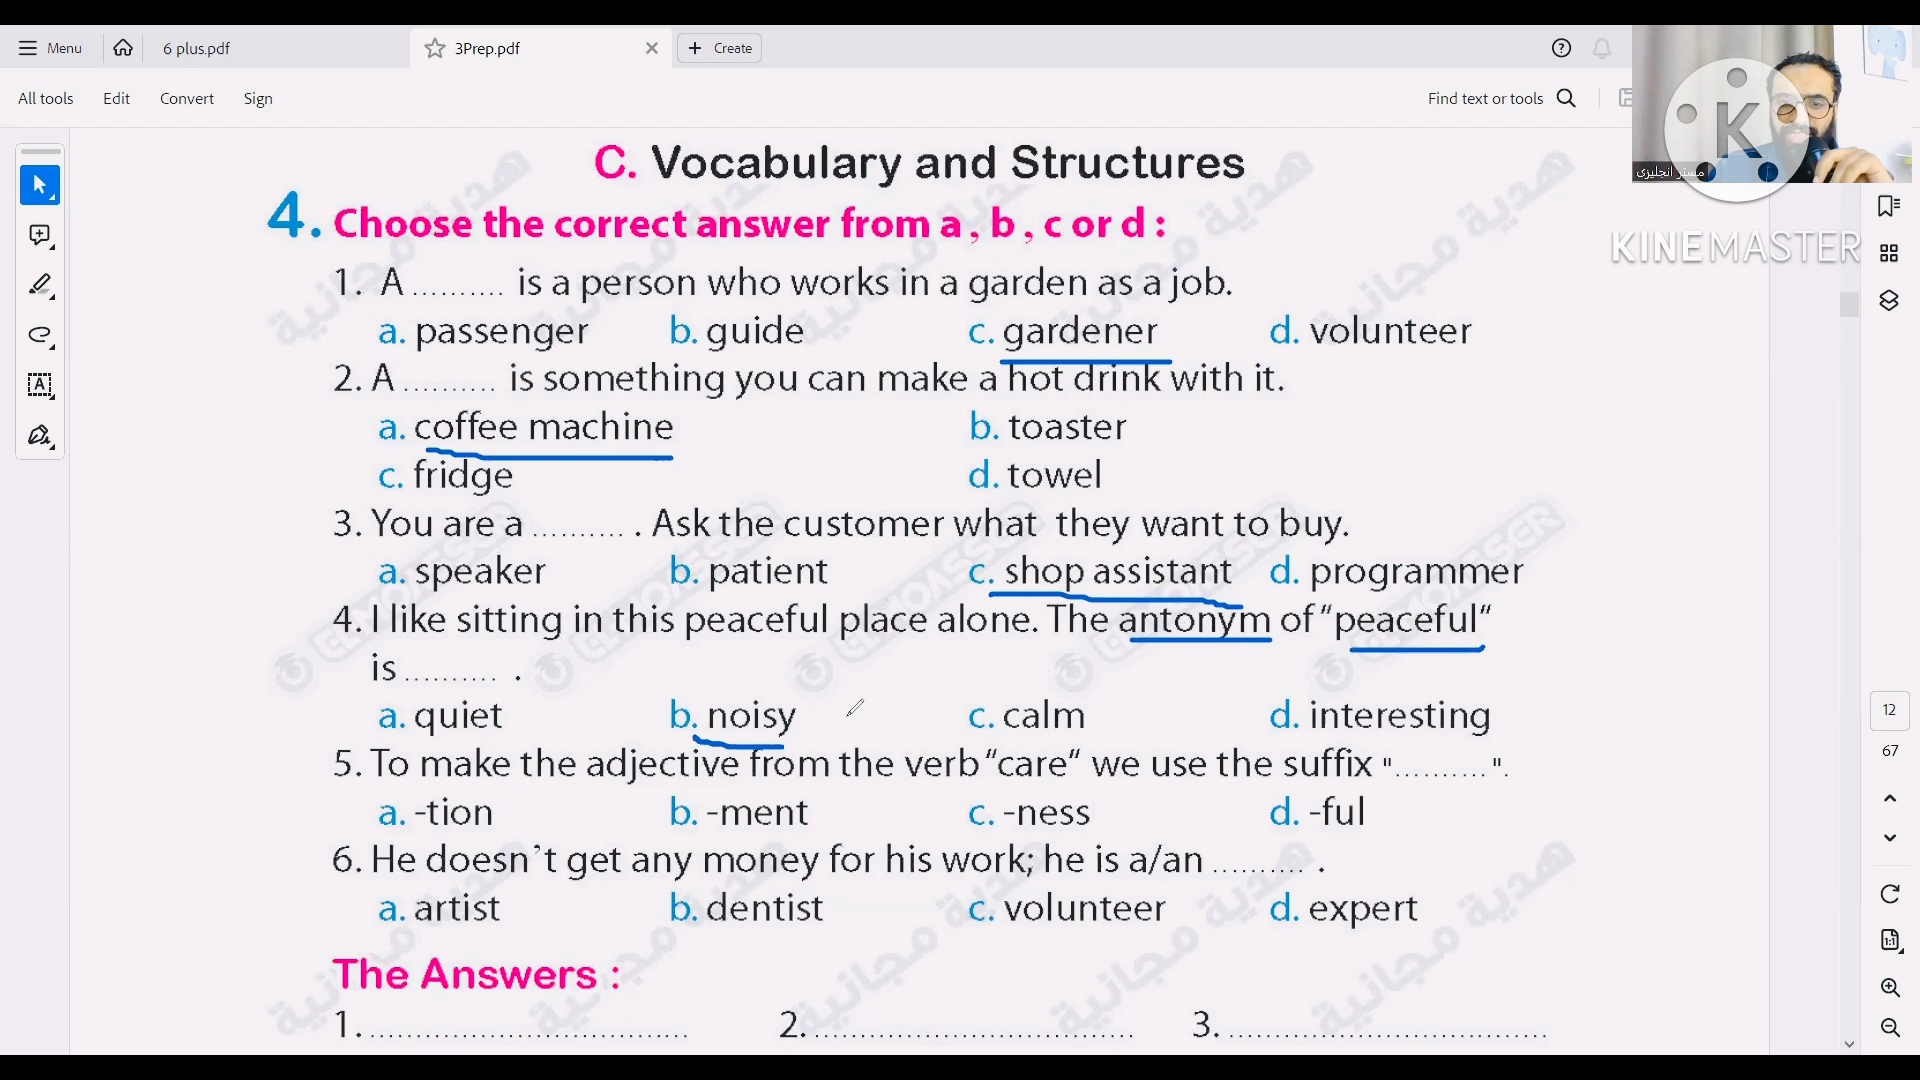 Menu
6 plus.pdf
3Prep.pdf
Create
All tools
Edit
Convert
Sign
Find text or tools
مستر انجليزى
KINEMASTER
C. Vocabulary and Structures
4. Choose the correct answer from a , b , c or d :
1. A .......... is a person who works in a garden as a job.
a. passenger b. guide c. gardener d. volunteer
2. A .......... is something you can make a hot drink with it.
a. coffee machine b. toaster
c. fridge d. towel
3. You are a .......... . Ask the customer what they want to buy.
a. speaker b. patient c. shop assistant d. programmer
4. I like sitting in this peaceful place alone. The antonym of “peaceful“
is .......... .
a. quiet b. noisy c. calm d. interesting
5. To make the adjective from the verb “care“ we use the suffix "..........".
a. -tion b. -ment c. -ness d. -ful
6. He doesn’t get any money for his work; he is a/an .......... .
a. artist b. dentist c. volunteer d. expert
The Answers :
1. .................................. 2. .................................. 3. ..................................
هدية مجانية
ELMOASSER
12
67